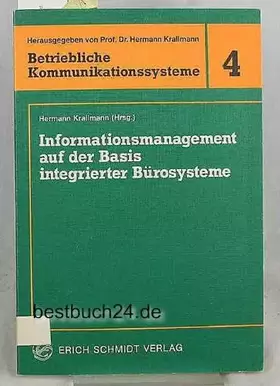 Herausgegeben von Prof. Dr. Hermann Krallmann
Betriebliche
Kommunikationssysteme
4
Hermann Krallmann (Hrsg.)
Informationsmanagement
auf der Basis
integrierter Bürosysteme
bestbuch24.de
ERICH SCHMIDT VERLAG